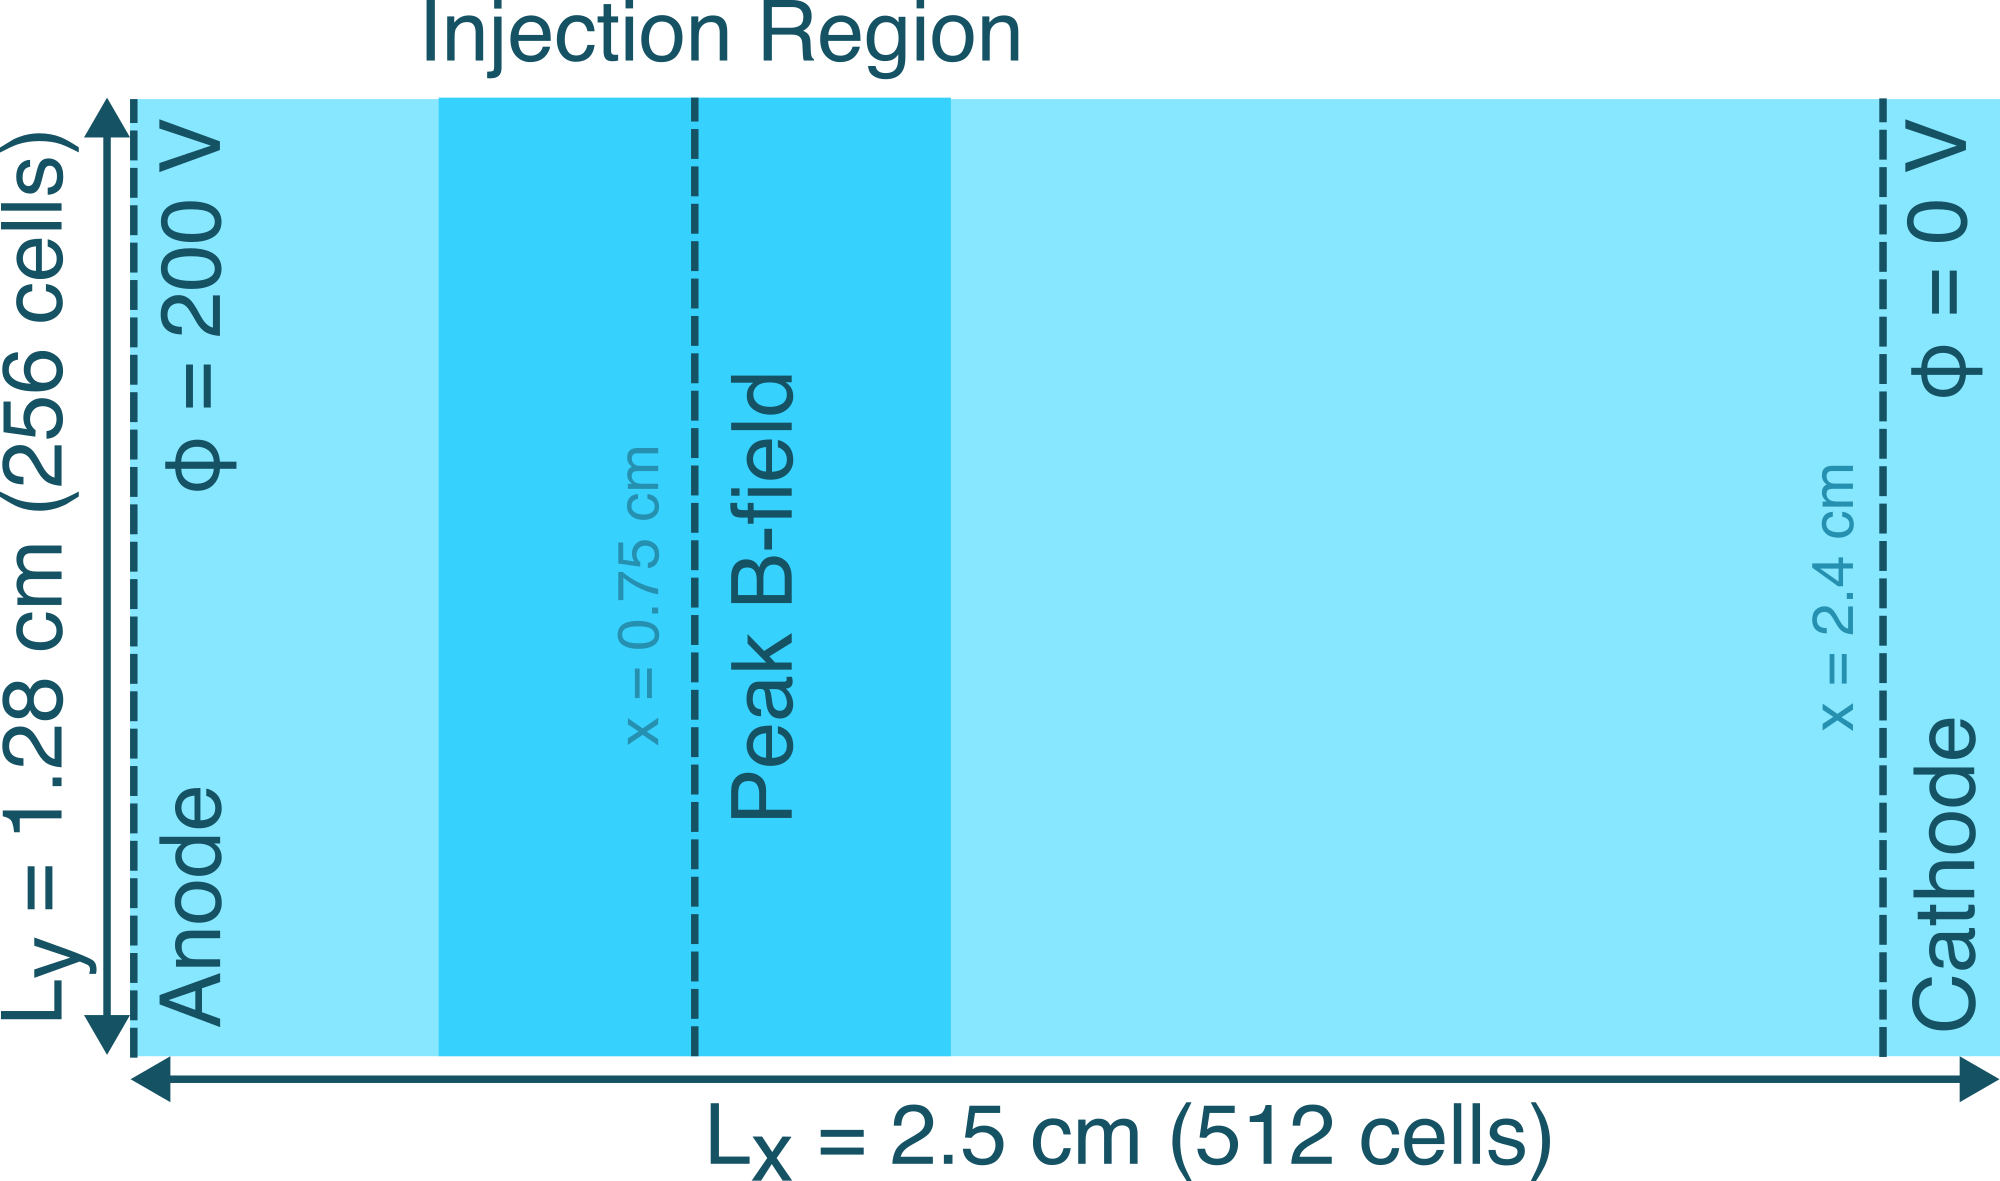 Injection Region
Ly = 1.28 cm (256 cells)
Anode
ϕ = 200 V
x = 0.75 cm
Peak B-field
x = 2.4 cm
Cathode
ϕ = 0 V
Lx = 2.5 cm (512 cells)